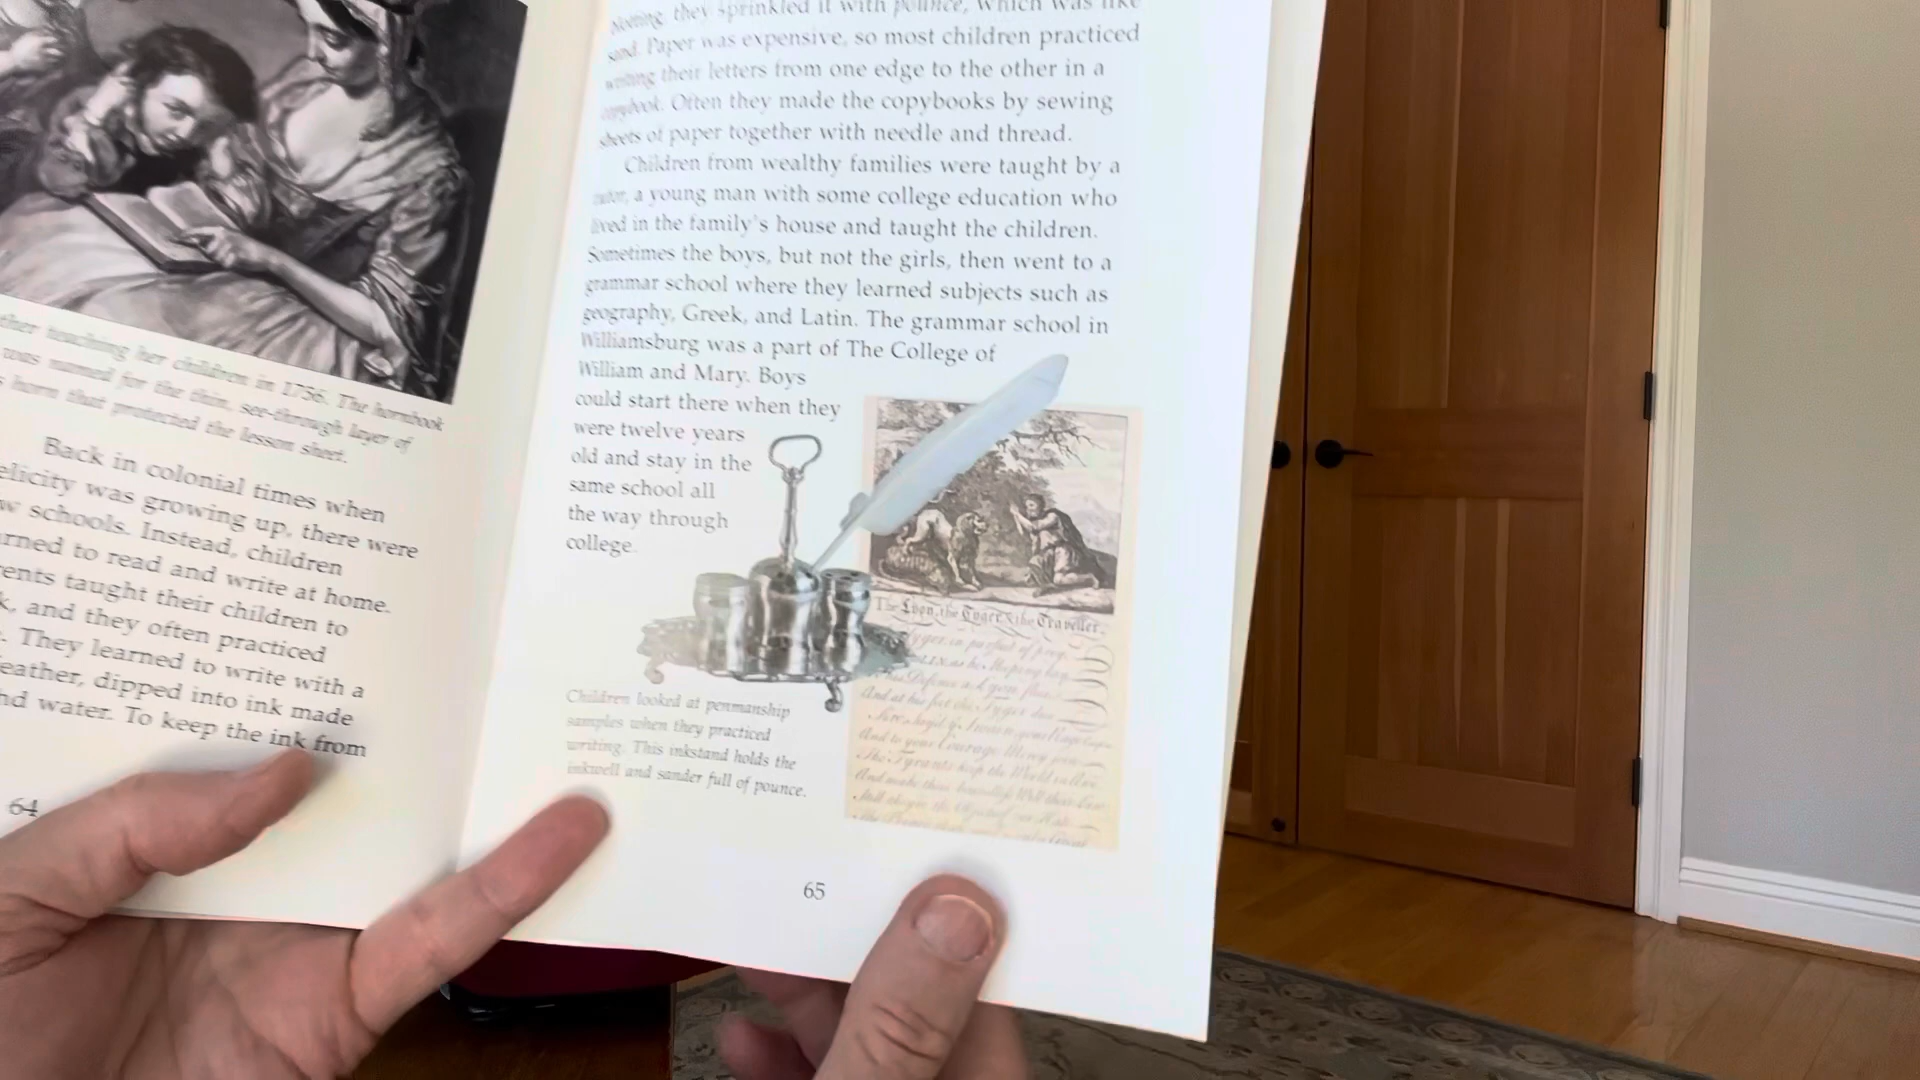 ther teaching her children in 1756. The hornbook
was named for the thin, see-through layer of
s horn that protected the lesson sheet.
Back in colonial times when
elicity was growing up, there were
w schools. Instead, children
arned to read and write at home.
rents taught their children to
k, and they often practiced
. They learned to write with a
feather, dipped into ink made
nd water. To keep the ink from
64
blotting, they sprinkled it with pounce, which was like
sand. Paper was expensive, so most children practiced
writing their letters from one edge to the other in a
copybook. Often they made the copybooks by sewing
sheets of paper together with needle and thread.
Children from wealthy families were taught by a
tutor, a young man with some college education who
lived in the family's house and taught the children.
Sometimes the boys, but not the girls, then went to a
grammar school where they learned subjects such as
geography, Greek, and Latin. The grammar school in
Williamsburg was a part of The College of
William and Mary. Boys
could start there when they
were twelve years
old and stay in the
same school all
the way through
college.
The Lyon, the Tyger & the Traveller.
Children looked at penmanship
samples when they practiced
writing. This inkstand holds the
inkwell and sander full of pounce.
65